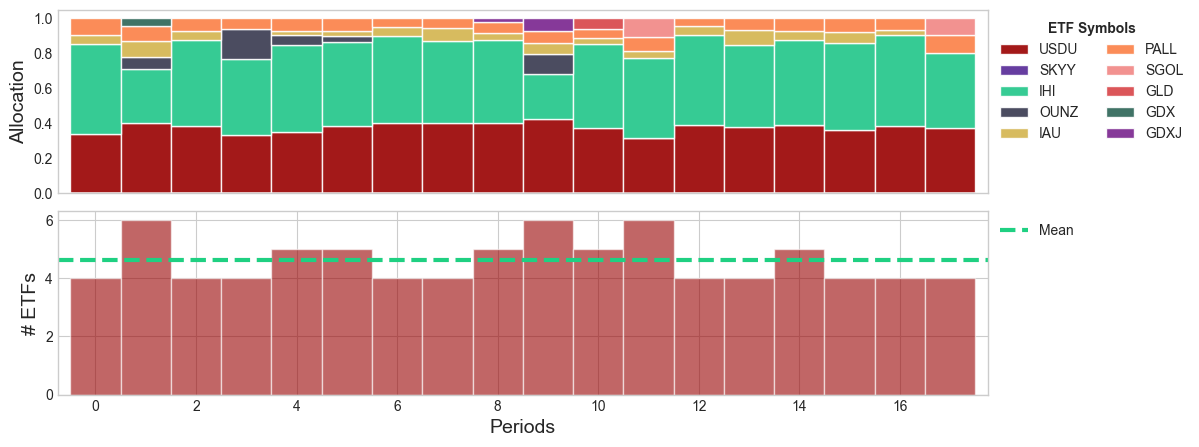 1.0
0.8
0.6
0.4
0.2
0.0
Allocation
ETF Symbols
USDU
SKYY
IHI
OUNZ
IAU
PALL
SGOL
GLD
GDX
GDXJ
6
4
2
0
# ETFs
Mean
0 2 4 6 8 10 12 14 16
Periods